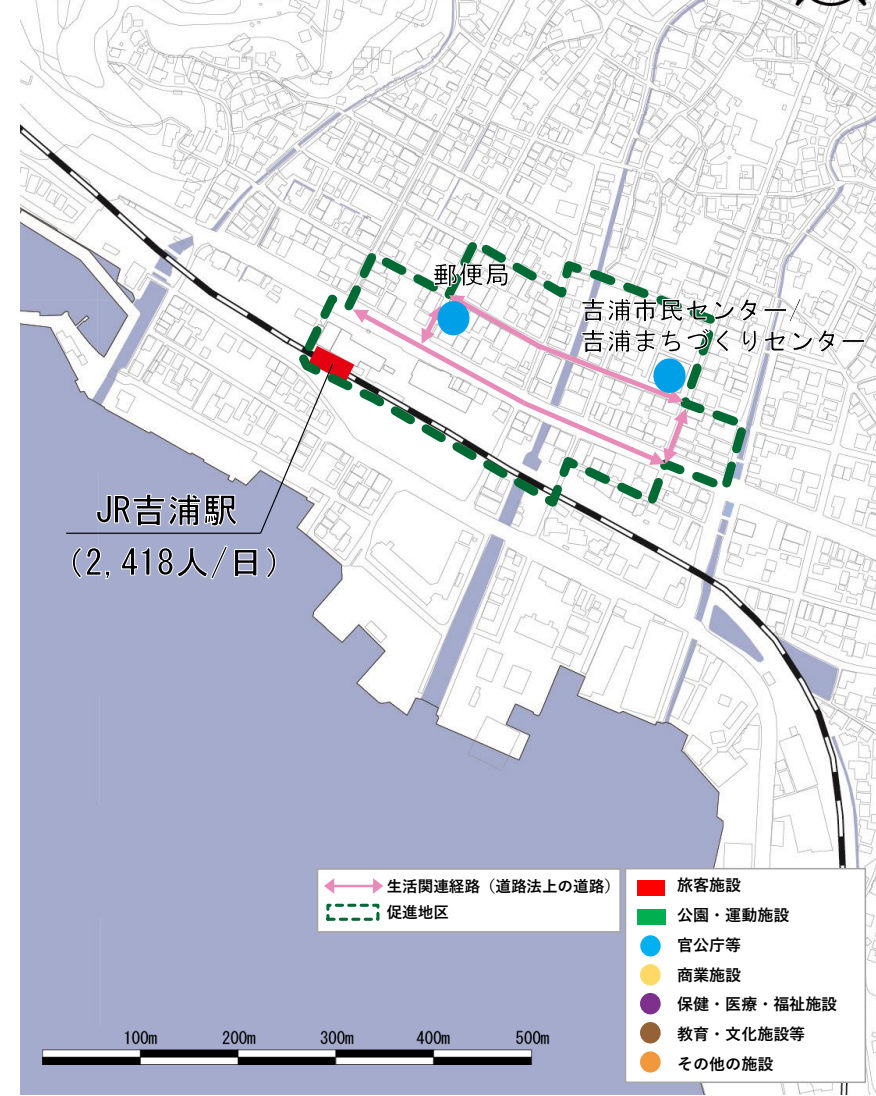 郵便局
吉浦市民センター/
吉浦まちづくりセンター
JR吉浦駅
(2,418人/日)
生活関連経路（道路法上の道路）
促進地区
旅客施設
公園・運動施設
官公庁等
商業施設
保健・医療・福祉施設
教育・文化施設等
その他の施設
100m 200m 300m 400m 500m